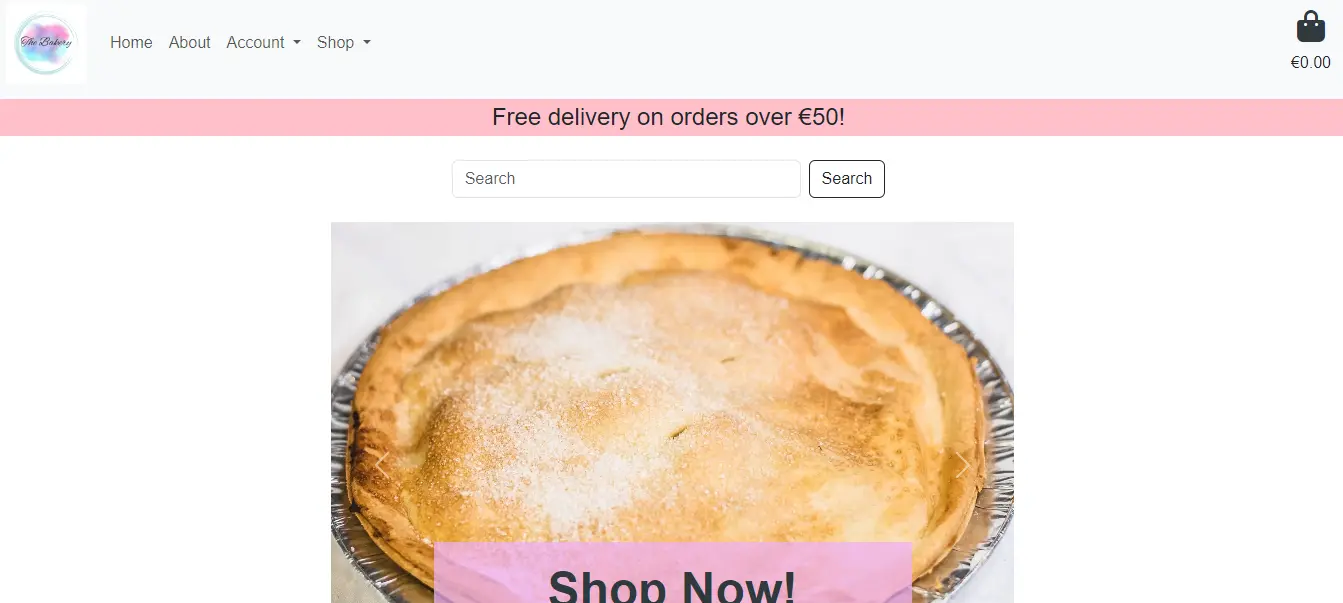 The Bakery
Home About Account Shop
€0.00
Free delivery on orders over €50!
Search Search
Shop Now!